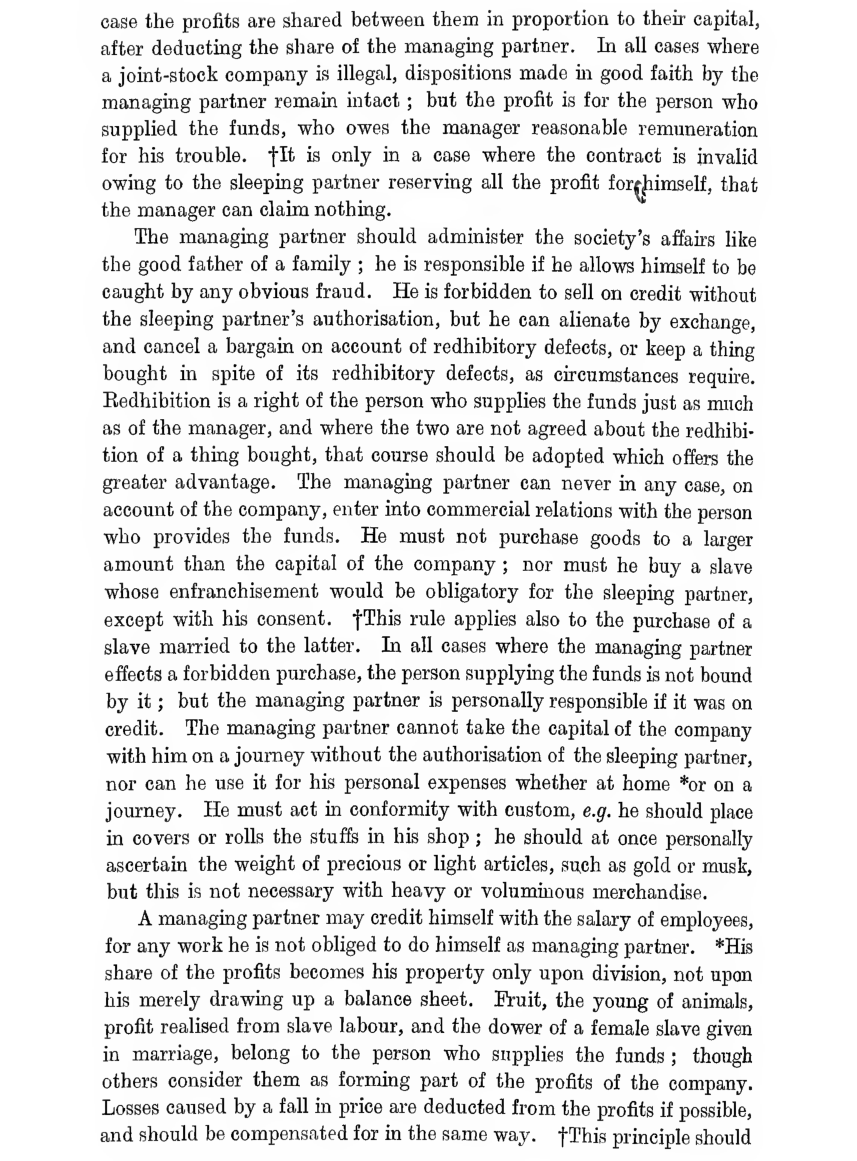 case the profits are shared between them in proportion to their capital,
after deducting the share of the managing partner. In all cases where
a joint-stock company is illegal, dispositions made in good faith by the
managing partner remain intact ; but the profit is for the person who
supplied the funds, who owes the manager reasonable remuneration
for his trouble. †It is only in a case where the contract is invalid
owing to the sleeping partner reserving all the profit for himself, that
the manager can claim nothing.
The managing partner should administer the society's affairs like
the good father of a family ; he is responsible if he allows himself to be
caught by any obvious fraud. He is forbidden to sell on credit without
the sleeping partner's authorisation, but he can alienate by exchange,
and cancel a bargain on account of redhibitory defects, or keep a thing
bought in spite of its redhibitory defects, as circumstances require.
Redhibition is a right of the person who supplies the funds just as much
as of the manager, and where the two are not agreed about the redhibi-
tion of a thing bought, that course should be adopted which offers the
greater advantage. The managing partner can never in any case, on
account of the company, enter into commercial relations with the person
who provides the funds. He must not purchase goods to a larger
amount than the capital of the company ; nor must he buy a slave
whose enfranchisement would be obligatory for the sleeping partner,
except with his consent. †This rule applies also to the purchase of a
slave married to the latter. In all cases where the managing partner
effects a forbidden purchase, the person supplying the funds is not bound
by it ; but the managing partner is personally responsible if it was on
credit. The managing partner cannot take the capital of the company
with him on a journey without the authorisation of the sleeping partner,
nor can he use it for his personal expenses whether at home *or on a
journey. He must act in conformity with custom, e.g. he should place
in covers or rolls the stuffs in his shop ; he should at once personally
ascertain the weight of precious or light articles, such as gold or musk,
but this is not necessary with heavy or voluminous merchandise.
A managing partner may credit himself with the salary of employees,
for any work he is not obliged to do himself as managing partner. *His
share of the profits becomes his property only upon division, not upon
his merely drawing up a balance sheet. Fruit, the young of animals,
profit realised from slave labour, and the dower of a female slave given
in marriage, belong to the person who supplies the funds ; though
others consider them as forming part of the profits of the company.
Losses caused by a fall in price are deducted from the profits if possible,
and should be compensated for in the same way. †This principle should